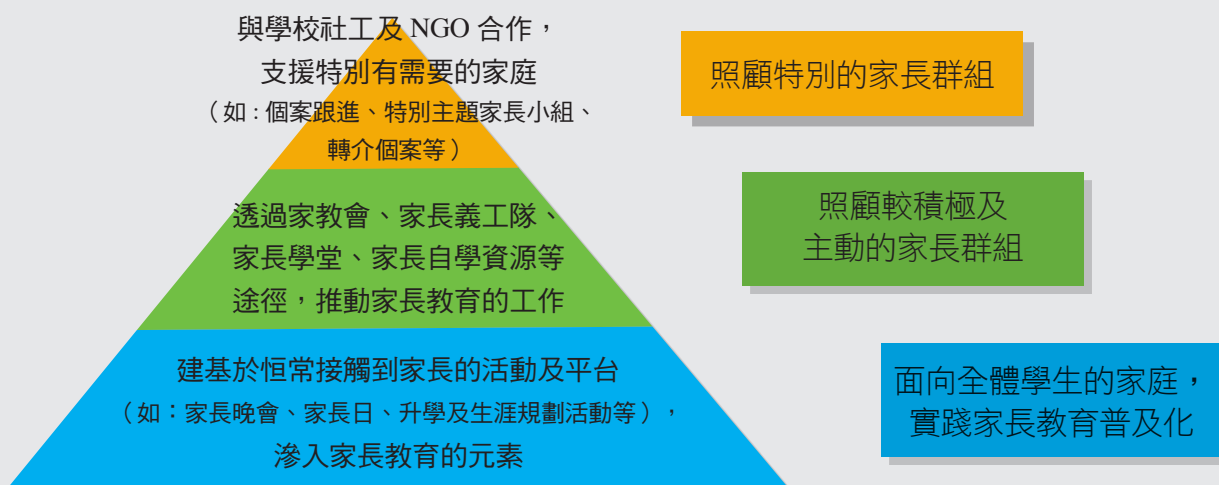 與學校社工及 NGO 合作，
支援特別有需要的家庭
（如 : 個案跟進、特別主題家長小組、
轉介個案等）
照顧特別的家長群組
透過家教會、家長義工隊、
家長學堂、家長自學資源等
途徑，推動家長教育的工作
照顧較積極及
主動的家長群組
建基於恒常接觸到家長的活動及平台
（如：家長晚會、家長日、升學及生涯規劃活動等），
滲入家長教育的元素
面向全體學生的家庭，
實踐家長教育普及化